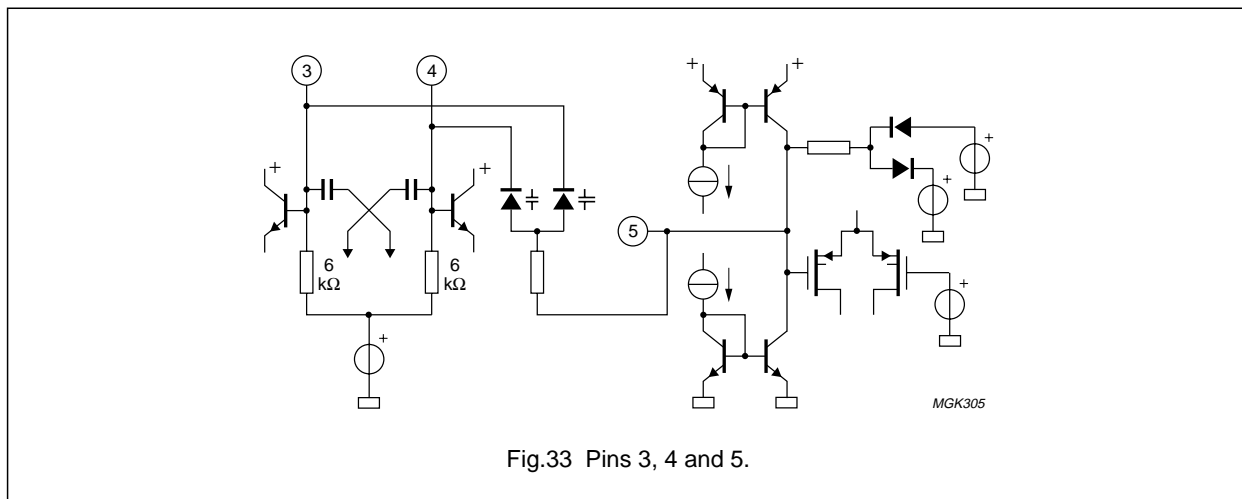 3 4
+ +
+ + + +
5
6 kΩ 6 kΩ
+
+
+
MGK305
Fig.33 Pins 3, 4 and 5.